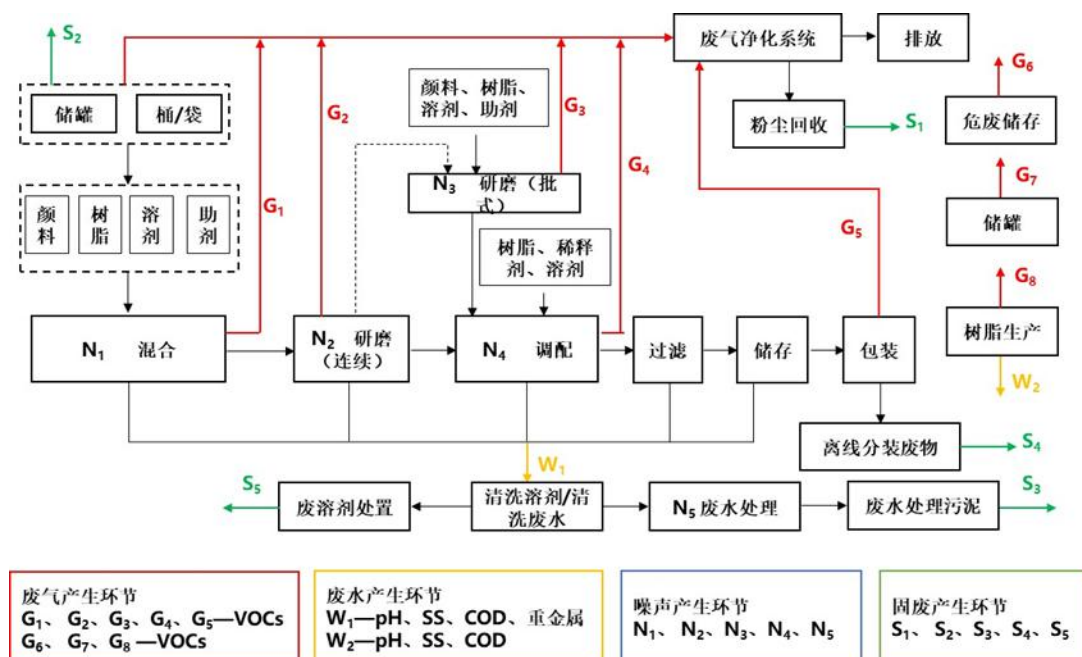 S₂
废气净化系统
排放
颜料、树脂、
溶剂、助剂
G₆
储罐
桶/袋
G₂
G₃
粉尘回收
S₁
危废储存
G₄
G₇
N₃ 研磨（批
式）
G₁
颜
料
树
脂
溶
剂
助
剂
G₅
储罐
树脂、稀释
剂、溶剂
G₈
N₁ 混合
N₂ 研磨
（连续）
N₄ 调配
过滤
储存
包装
树脂生产
W₂
离线分装废物
S₄
W₁
S₅
废溶剂处置
清洗溶剂/清
洗废水
N₅废水处理
废水处理污泥
S₃
废气产生环节
G₁、 G₂、 G₃、 G₄、 G₅—VOCs
G₆、 G₇、 G₈ —VOCs
废水产生环节
W₁—pH、SS、COD、重金属
W₂—pH、SS、COD
噪声产生环节
N₁、 N₂、 N₃、 N₄、 N₅
固废产生环节
S₁、 S₂、 S₃、 S₄、 S₅